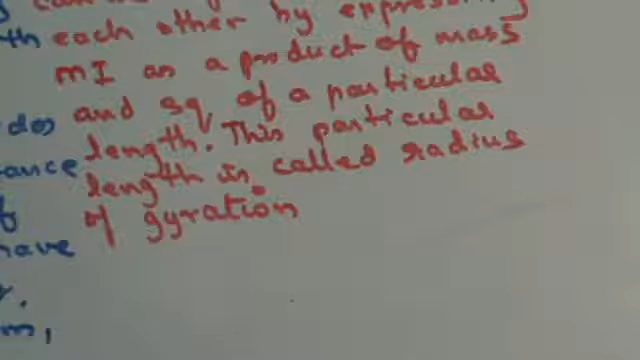 each other by
mI as a product of mass
and sq. of a particular
length. This particular
length is called radius
of gyration
have
m,